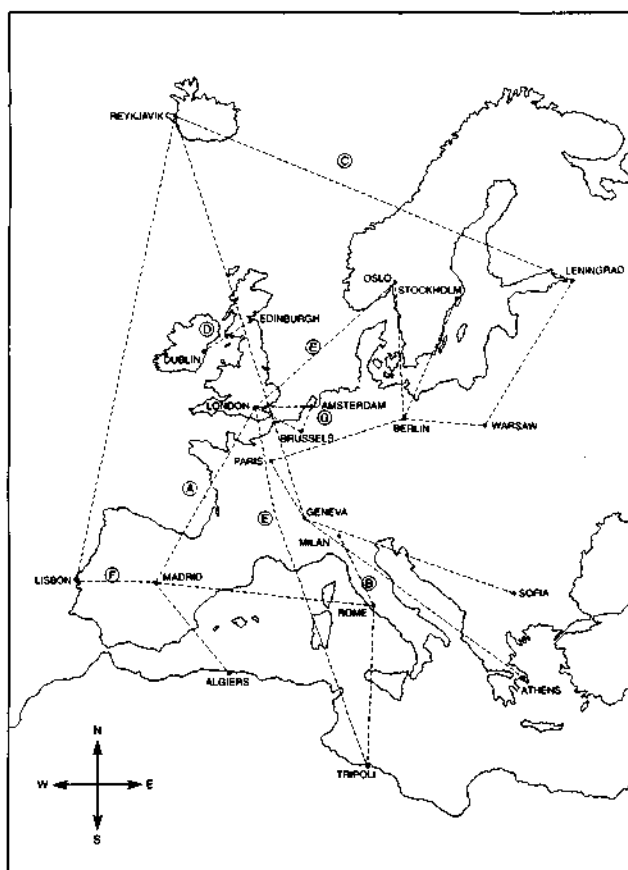 REYKJAVIK
C
LENINGRAD
OSLO
STOCKHOLM
EDINBURGH
D
DUBLIN
E
LONDON
AMSTERDAM
G
BERLIN
WARSAW
BRUSSELS
PARIS
A
GENEVA
E
MILAN
LISBON
F
MADRID
B
ROME
SOFIA
ALGIERS
ATHENS
N
W E
S
TRIPOLI